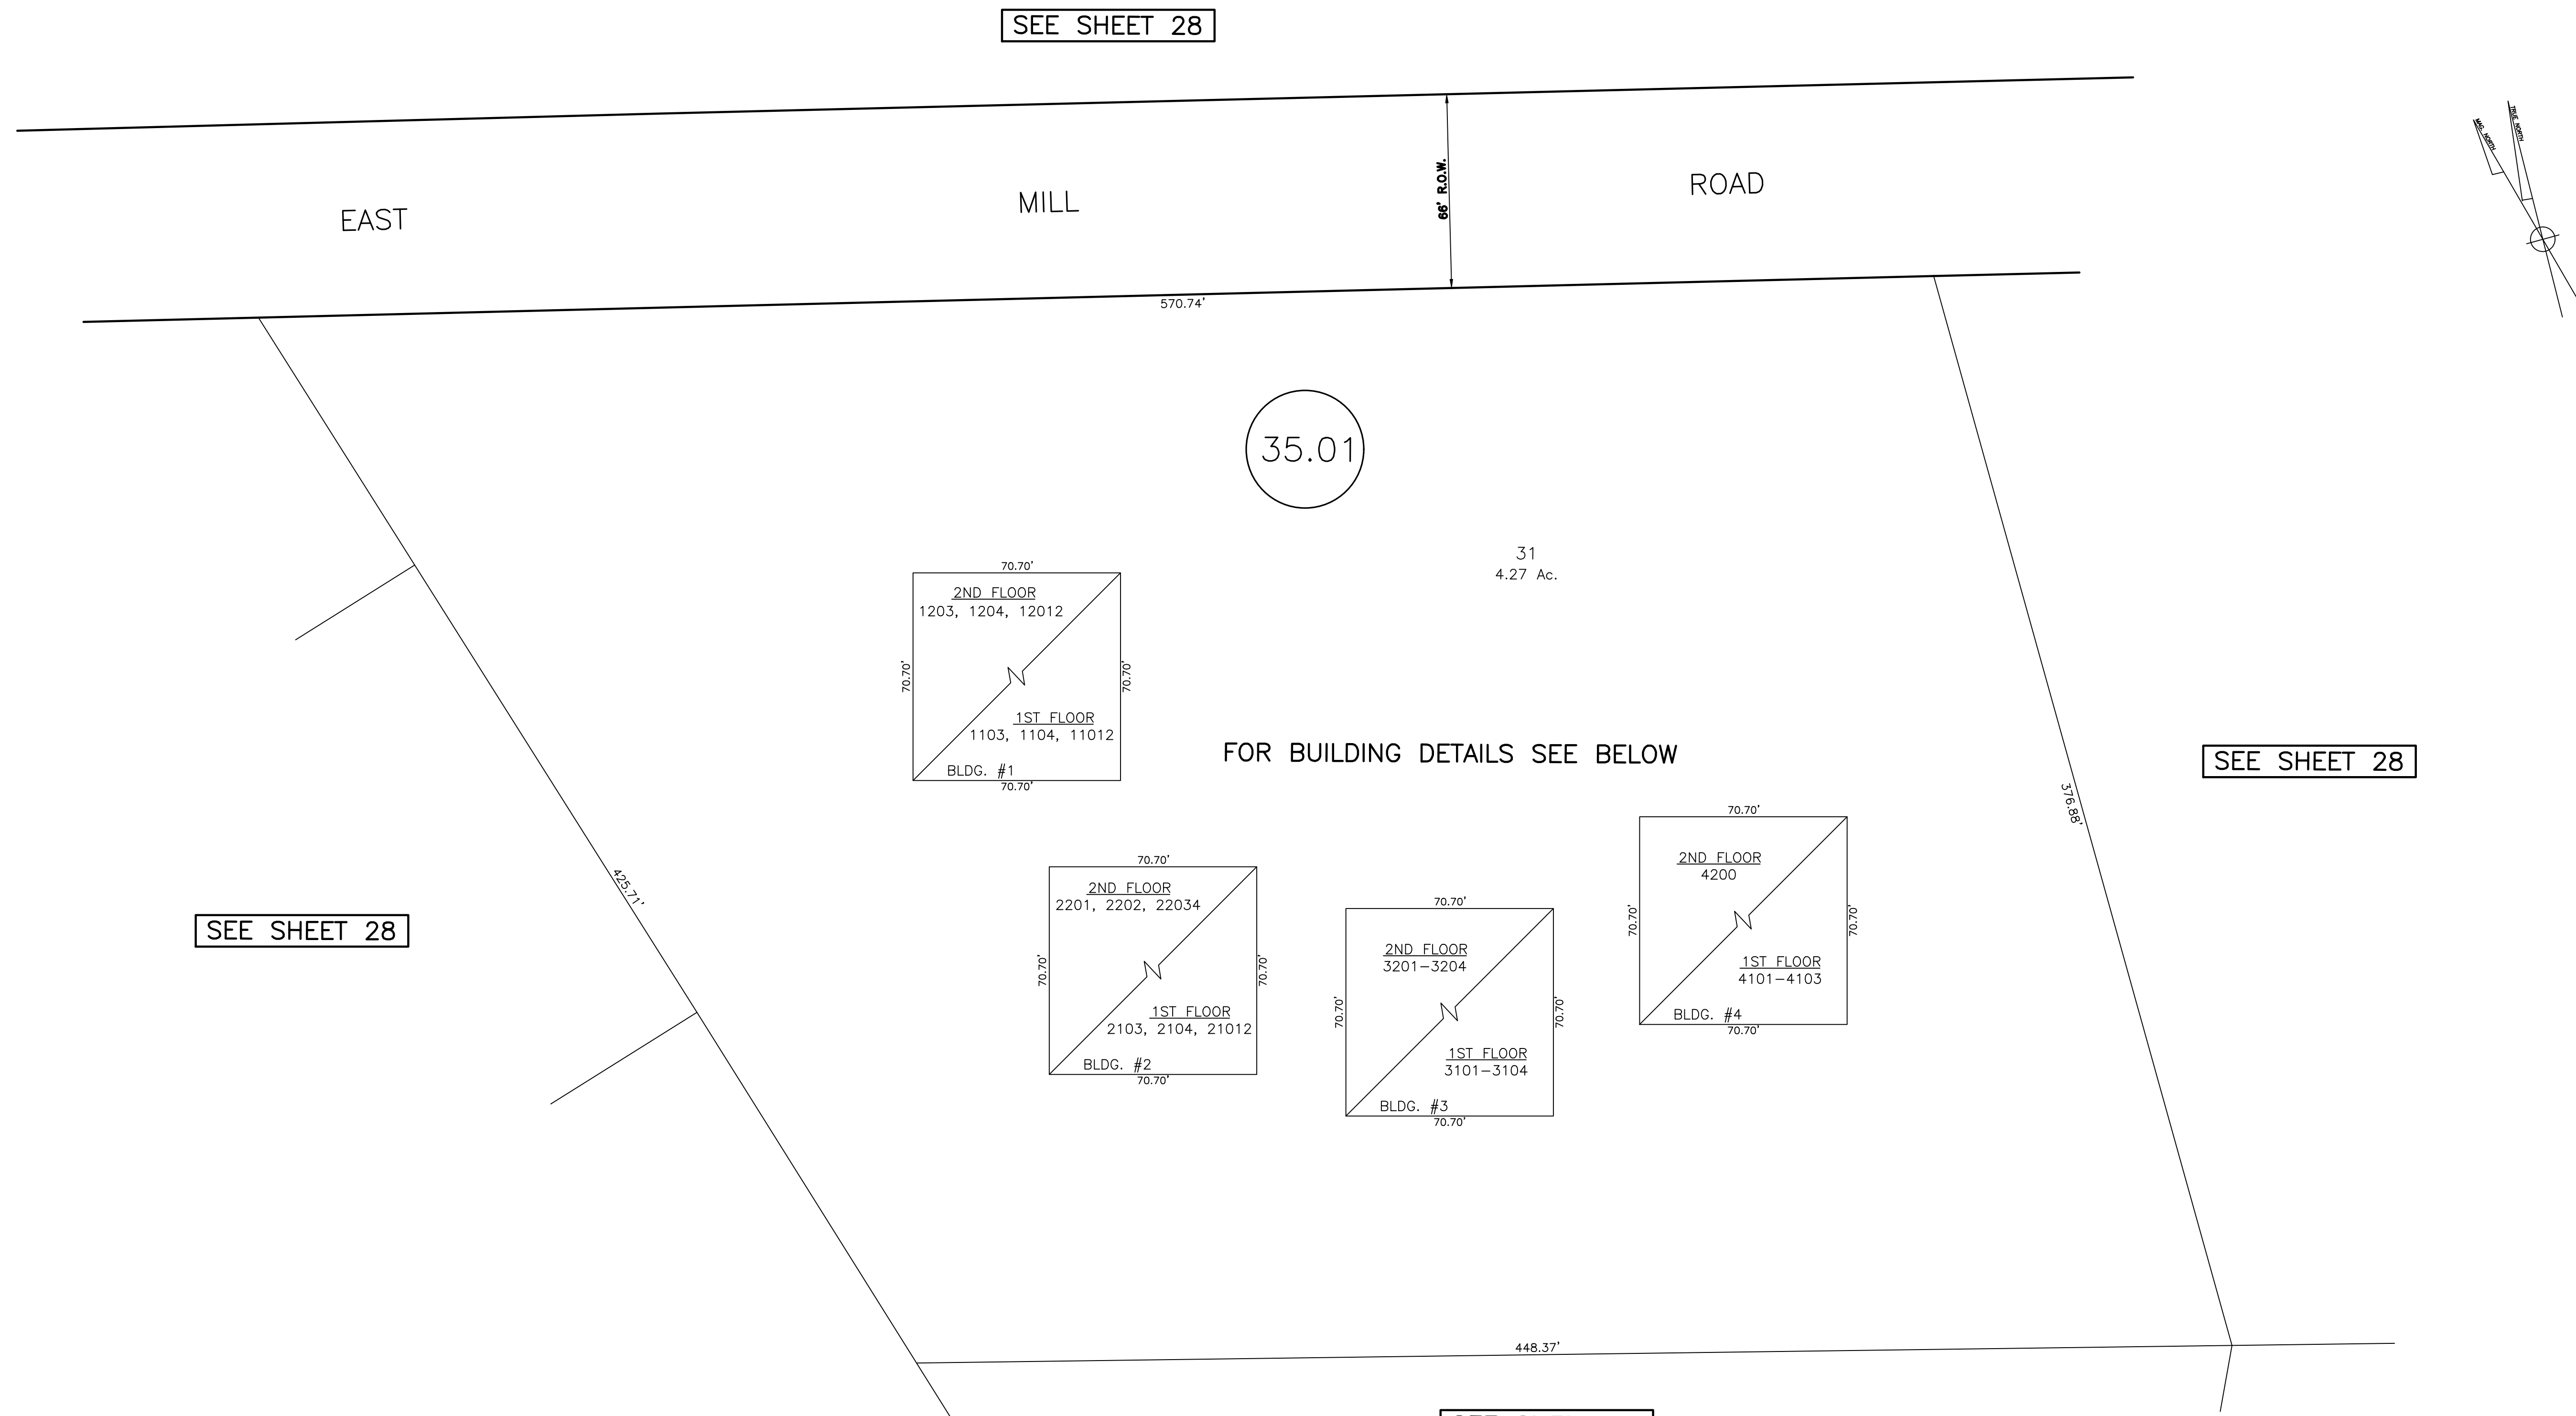 SEE SHEET 28
EAST MILL ROAD
66' R.O.W.
MAG. NORTH
TRUE NORTH
570.74'
35.01
31
4.27 Ac.
70.70'
2ND FLOOR
1203, 1204, 12012
70.70'
70.70'
1ST FLOOR
1103, 1104, 11012
BLDG. #1
70.70'
FOR BUILDING DETAILS SEE BELOW
SEE SHEET 28
376.88'
425.71'
SEE SHEET 28
70.70'
2ND FLOOR
2201, 2202, 22034
70.70'
70.70'
1ST FLOOR
2103, 2104, 21012
BLDG. #2
70.70'
70.70'
2ND FLOOR
3201-3204
70.70'
70.70'
1ST FLOOR
3101-3104
BLDG. #3
70.70'
70.70'
2ND FLOOR
4200
70.70'
70.70'
1ST FLOOR
4101-4103
BLDG. #4
70.70'
448.37'